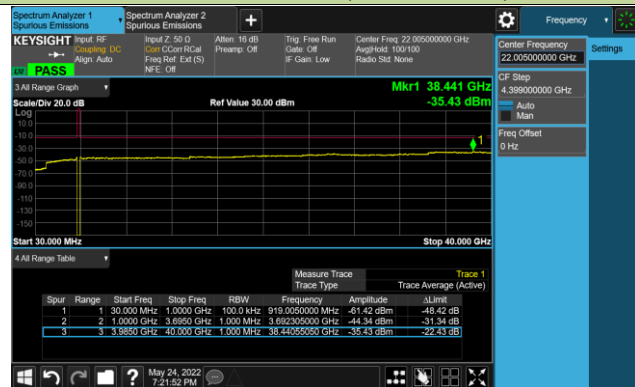 Spectrum Analyzer 1
Spurious Emissions
Spectrum Analyzer 2
Spurious Emissions
Frequency
KEYSIGHT Input: RF
Coupling: DC
Align: Auto
Input Z: 50 Ω
Corr CCorr RCal
Freq Ref: Ext (S)
NFE: Off
Atten: 16 dB
Preamp: Off
Trig: Free Run
Gate: Off
IF Gain: Low
Center Freq: 22.005000000 GHz
Avg|Hold: 100/100
Radio Std: None
PASS
Center Frequency
22.005000000 GHz
Settings
CF Step
4.399000000 GHz
Auto
Man
Freq Offset
0 Hz
3 All Range Graph
Mkr1 38.441 GHz
Scale/Div 20.0 dB
Ref Value 30.00 dBm
-35.43 dBm
Log
10.0
-10.0
-30.0
-50.0
-70.0
-90.0
-110
-130
-150
1
Start 30.000 MHz
Stop 40.000 GHz
4 All Range Table
Measure Trace Trace 1
Trace Type Trace Average (Active)
Spur Range Start Freq Stop Freq RBW Frequency Amplitude ΔLimit
1 1 30.000 MHz 1.0000 GHz 100.0 kHz 919.0050000 MHz -61.42 dBm -48.42 dB
2 2 1.0000 GHz 3.6950 GHz 1.000 MHz 3.692305000 GHz -44.34 dBm -31.34 dB
3 3 3.9850 GHz 40.000 GHz 1.000 MHz 38.44055000 GHz -35.43 dBm -22.43 dB
May 24, 2022
7:21:52 PM